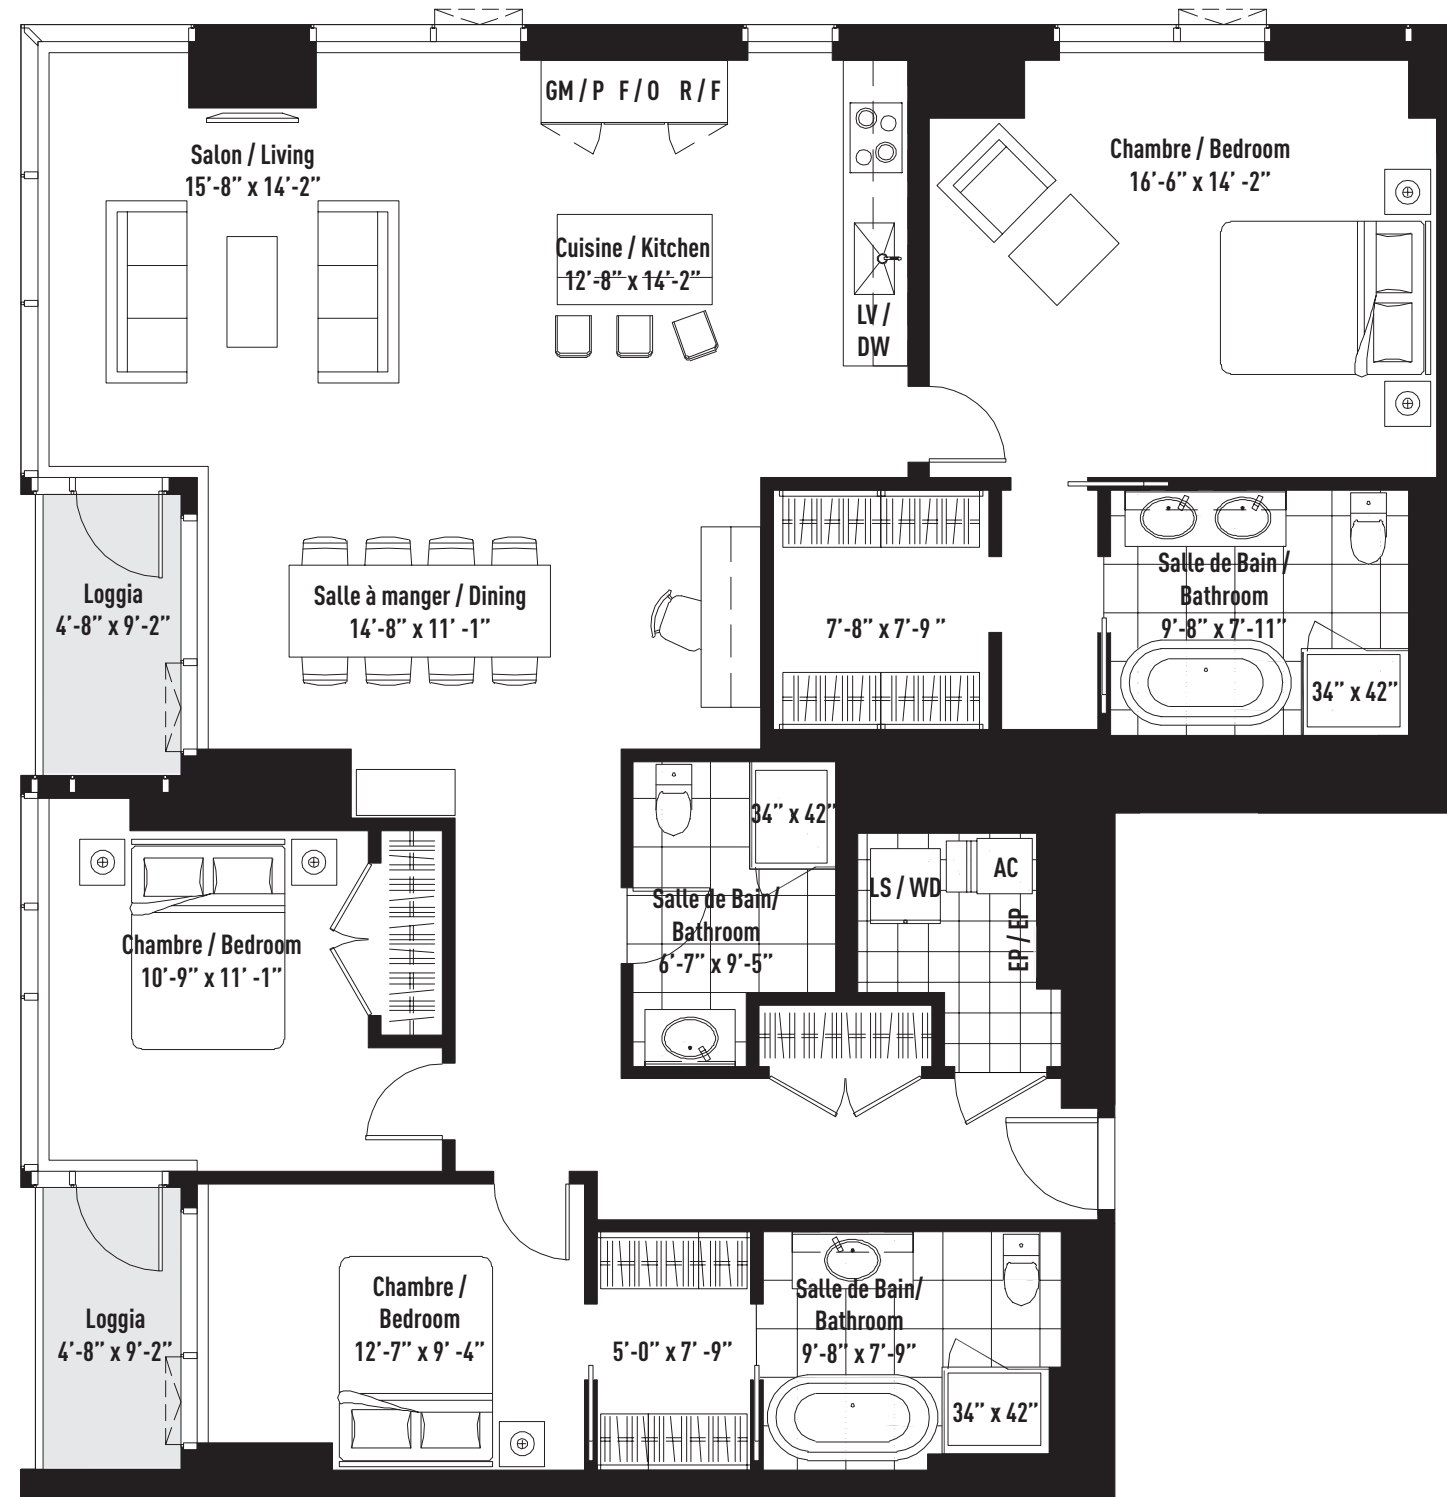 GM / P F / O R / F
Salon / Living
15’-8” x 14’-2”
Chambre / Bedroom
16’-6” x 14’ -2”
Cuisine / Kitchen
12’-8” x 14’-2”
LV /
DW
Loggia
4’-8” x 9’-2”
Salle à manger / Dining
14’-8” x 11’ -1”
7’-8” x 7’-9 ”
Salle de Bain /
Bathroom
9’-8” x 7’-11”
34” x 42”
34” x 42”
Salle de Bain/
Bathroom
6’-7” x 9’-5”
LS / WD
AC
EP / EP
Chambre / Bedroom
10’-9” x 11’ -1”
Loggia
4’-8” x 9’-2”
Chambre /
Bedroom
12’-7” x 9’ -4”
5’-0” x 7’ -9”
Salle de Bain/
Bathroom
9’-8” x 7’-9”
34” x 42”